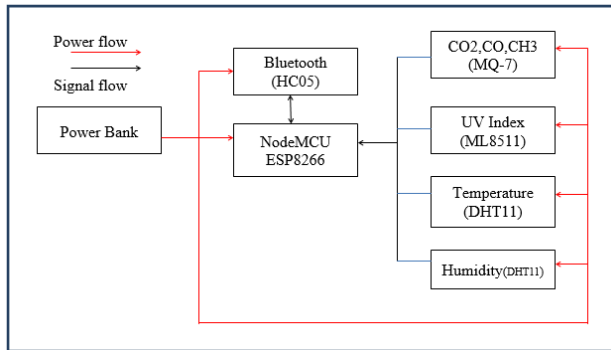 Power flow
Signal flow
Power Bank
Bluetooth
(HC05)
NodeMCU
ESP8266
CO2,CO,CH3
(MQ-7)
UV Index
(ML8511)
Temperature
(DHT11)
Humidity(DHT11)